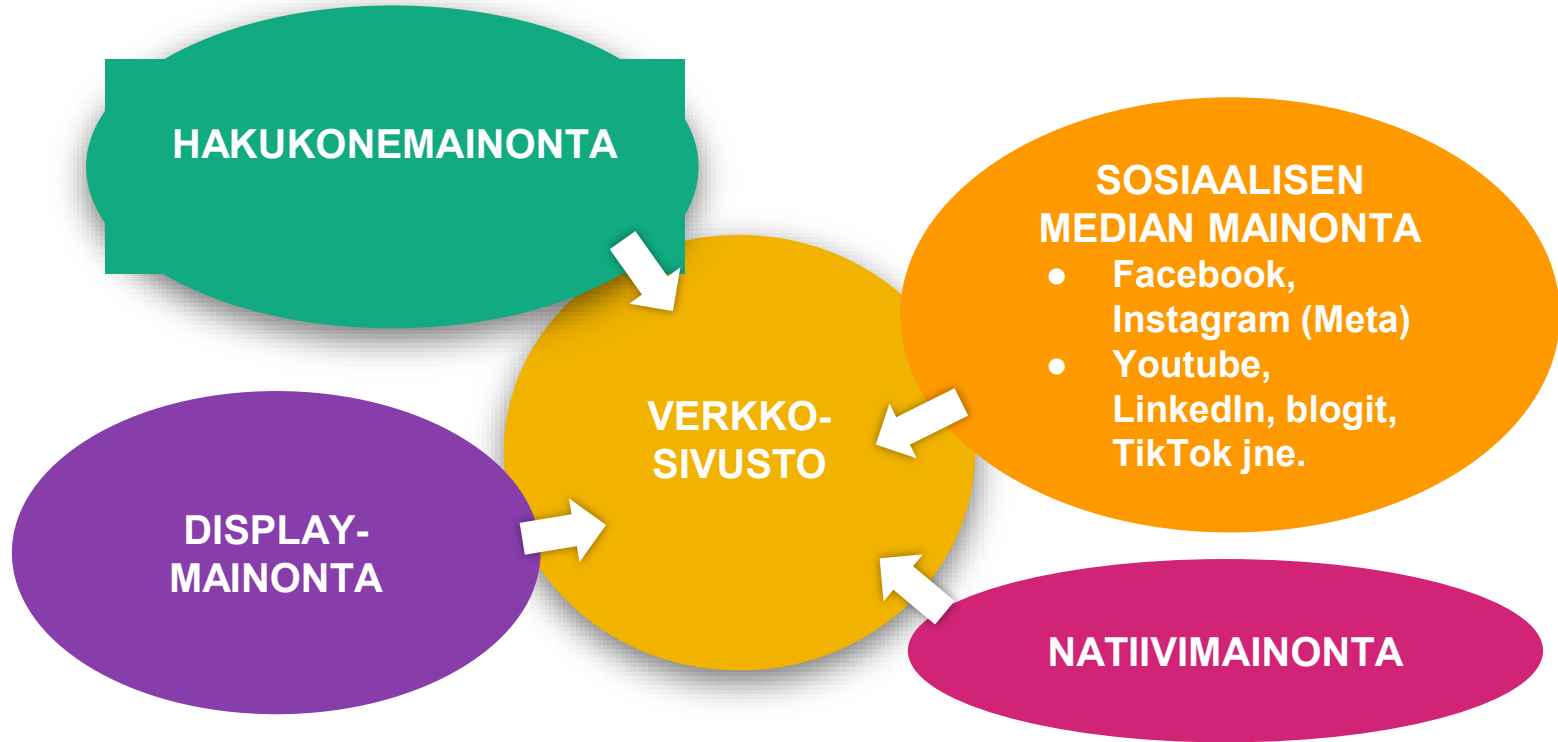 HAKUKONEMAINONTA
SOSIAALISEN
MEDIAN MAINONTA
● Facebook,
Instagram (Meta)
● Youtube,
LinkedIn, blogit,
TikTok jne.
VERKKO-
SIVUSTO
DISPLAY-
MAINONTA
NATIIVIMAINONTA